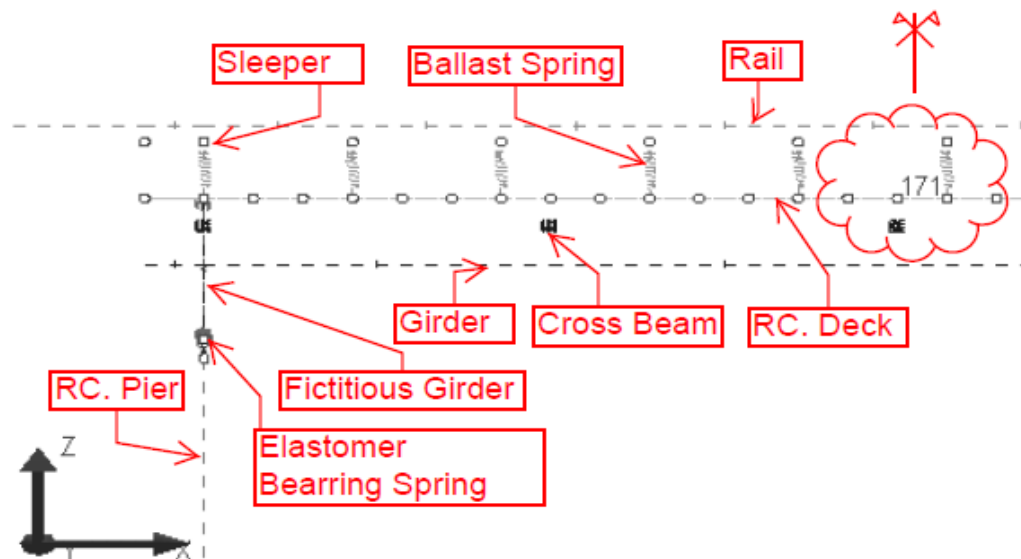 Sleeper
Ballast Spring
Rail
171
Girder
Cross Beam
RC. Deck
RC. Pier
Fictitious Girder
Elastomer
Bearring Spring
Z
X